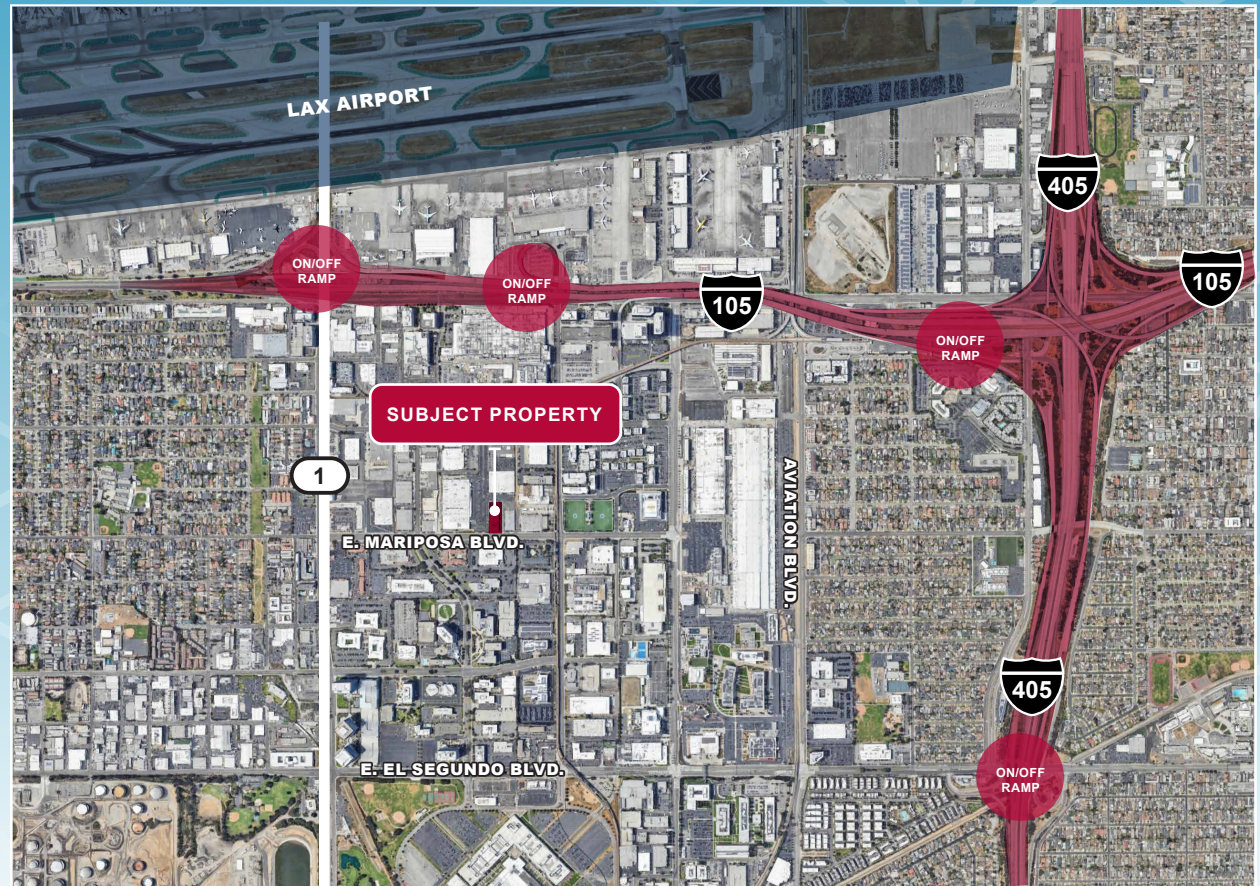 LAX AIRPORT
405
ON/OFF
RAMP
ON/OFF
RAMP
105
105
ON/OFF
RAMP
SUBJECT PROPERTY
1
AVIATION BLVD.
E. MARIPOSA BLVD.
405
E. EL SEGUNDO BLVD.
ON/OFF
RAMP